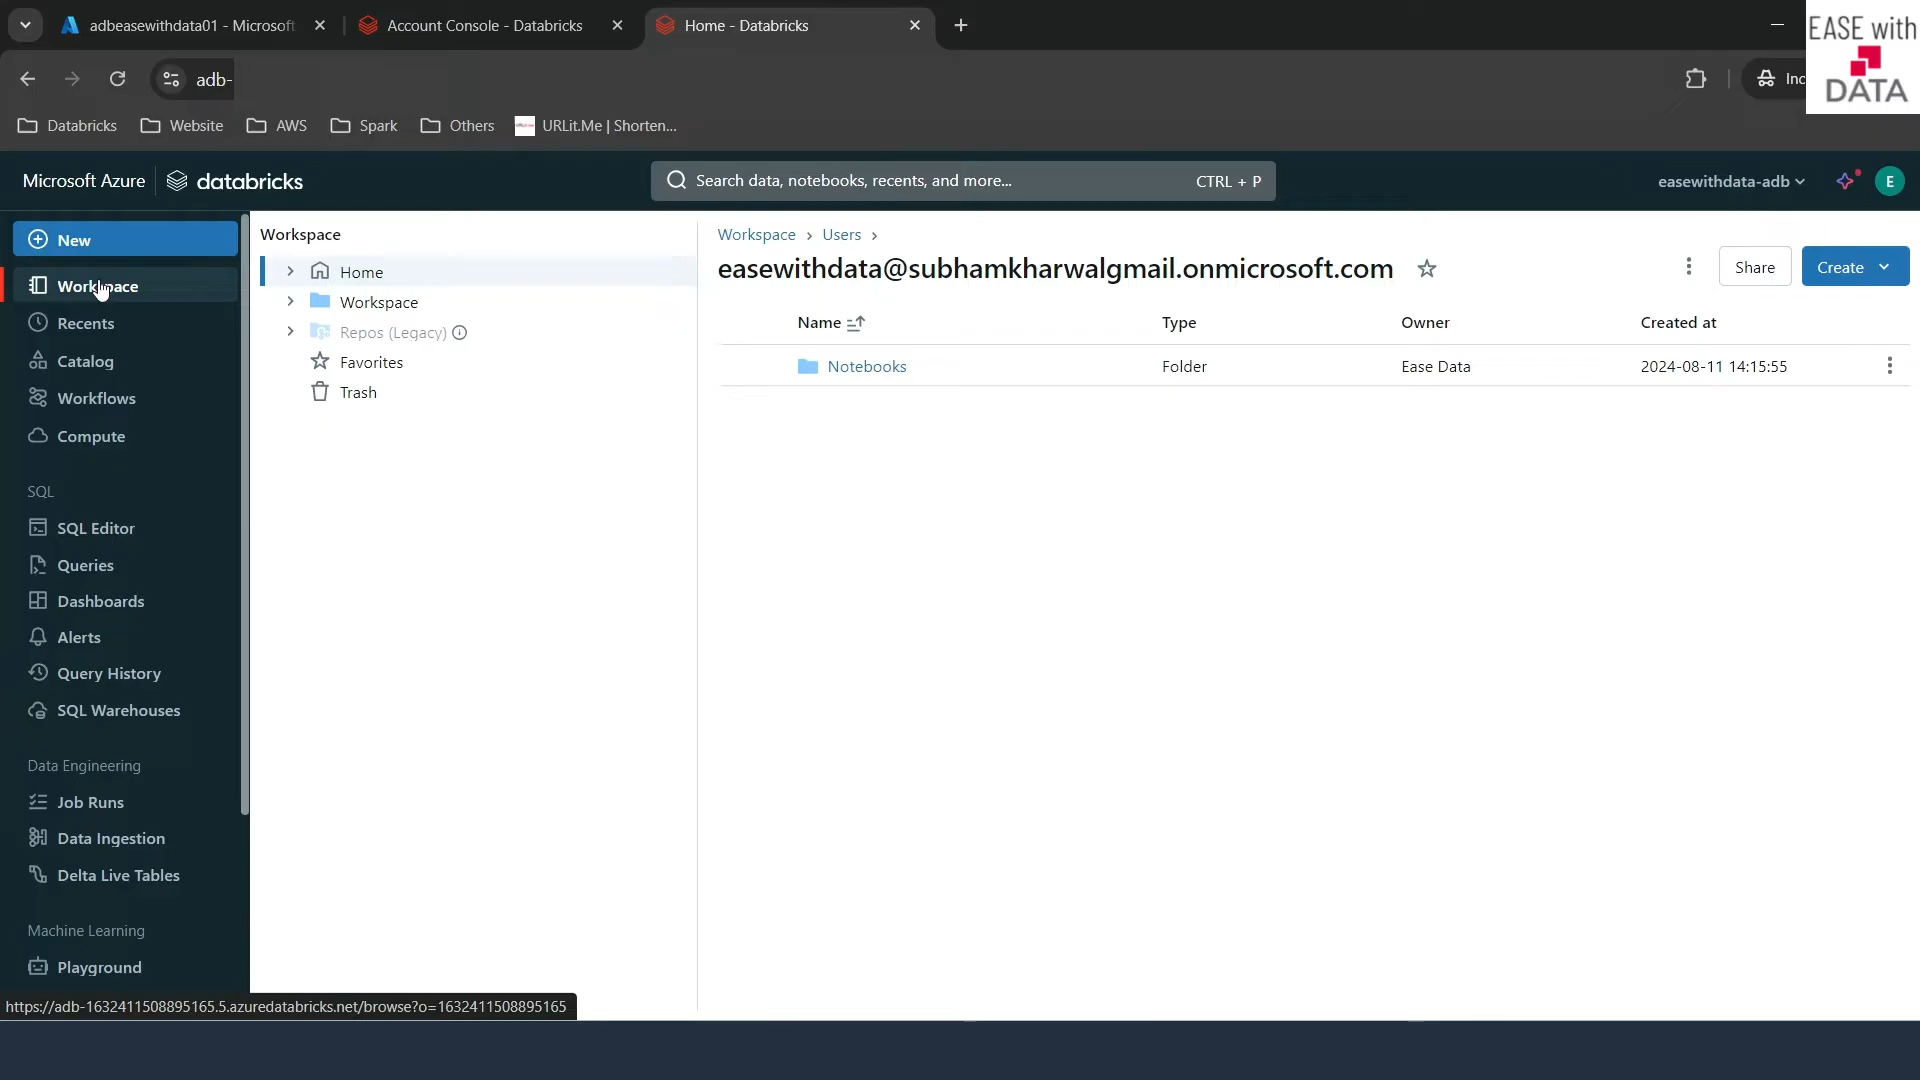 adbeasewithdata01 - Microsoft
Account Console - Databricks
Home - Databricks
EASE with
DATA
adb-
Inc
Databricks
Website
AWS
Spark
Others
URLit.Me | Shorten...
Microsoft Azure
databricks
Search data, notebooks, recents, and more...
CTRL + P
easewithdata-adb
E
New
Workspace
Recents
Catalog
Workflows
Compute
SQL
SQL Editor
Queries
Dashboards
Alerts
Query History
SQL Warehouses
Data Engineering
Job Runs
Data Ingestion
Delta Live Tables
Machine Learning
Playground
Workspace
Home
Workspace
Repos (Legacy)
Favorites
Trash
Workspace › Users ›
easewithdata@subhamkharwalgmail.onmicrosoft.com
Share
Create
Name Type Owner Created at
Notebooks Folder Ease Data 2024-08-11 14:15:55
https://adb-1632411508895165.5.azuredatabricks.net/browse?o=1632411508895165